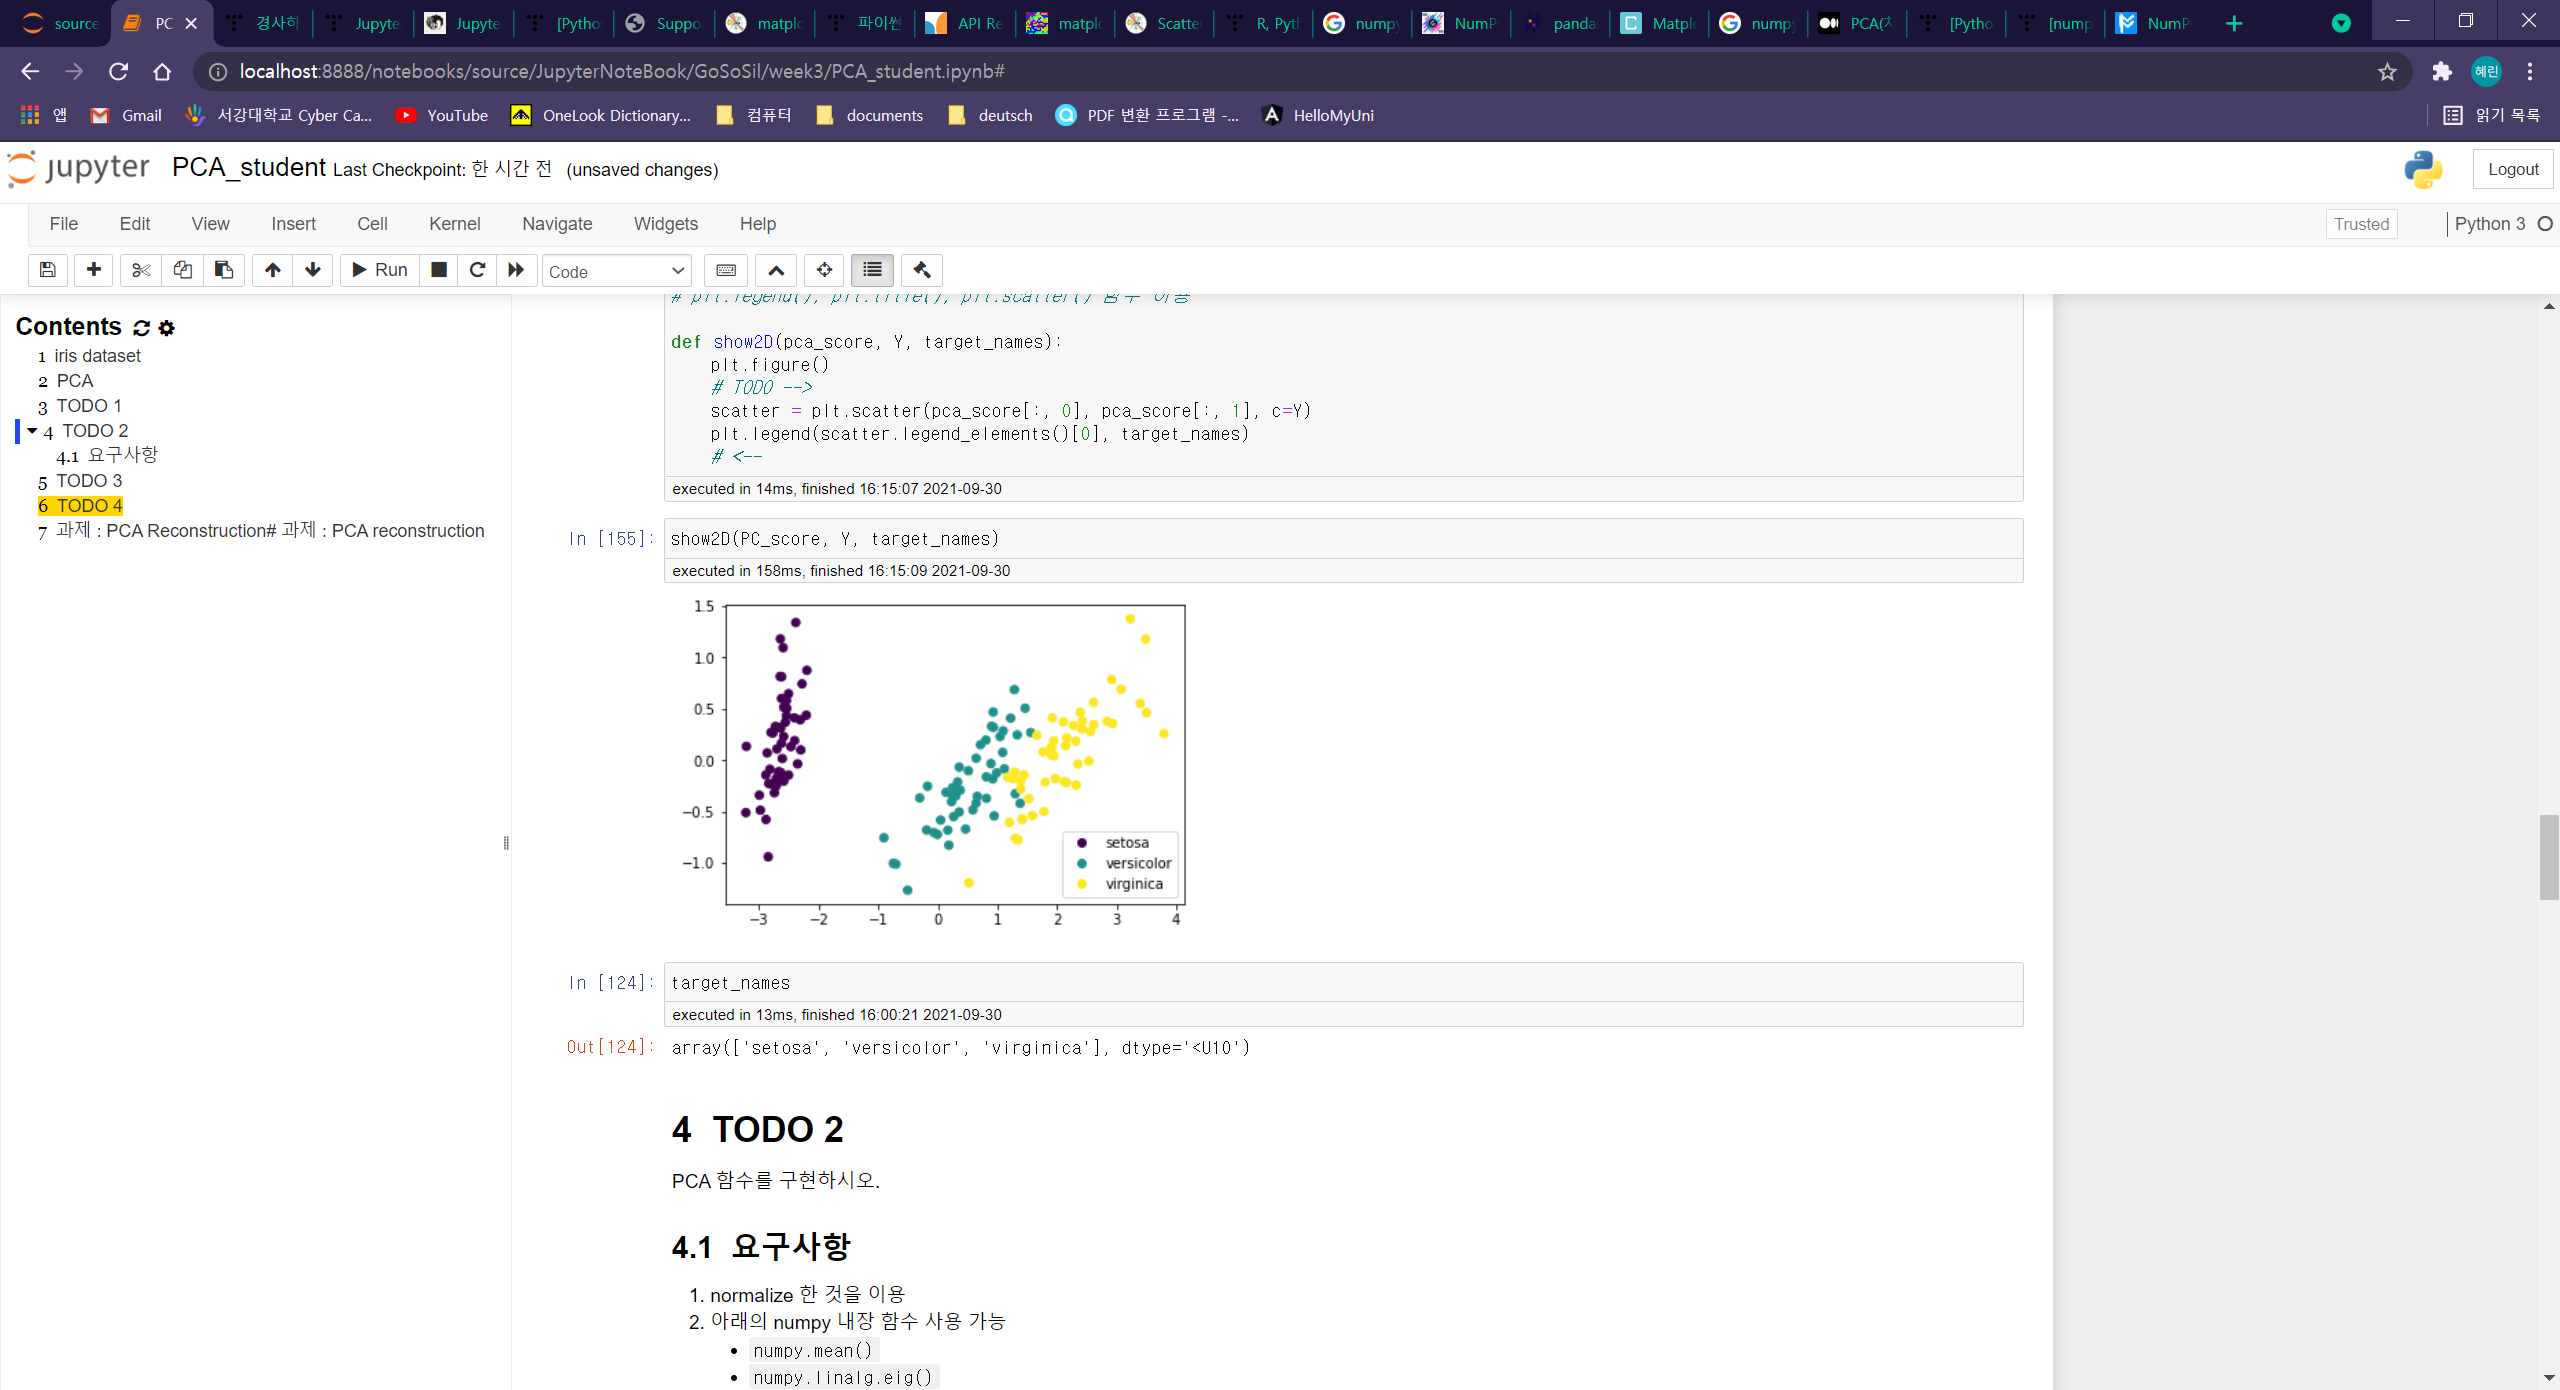 source
PC
경사하
Jupyte
Jupyte
[Pytho
Suppo
matplo
파이썬
API Re
matplo
Scatter
R, Pyth
numpy
NumP
panda
Matplo
numpy
PCA(차
[Pytho
[nump
NumP
localhost:8888/notebooks/source/JupyterNoteBook/GoSoSil/week3/PCA_student.ipynb#
혜린
앱
Gmail
서강대학교 Cyber Ca...
YouTube
OneLook Dictionary...
컴퓨터
documents
deutsch
PDF 변환 프로그램 -...
HelloMyUni
읽기 목록
jupyter PCA_student Last Checkpoint: 한 시간 전 (unsaved changes)
Logout
File Edit View Insert Cell Kernel Navigate Widgets Help
Trusted
Python 3
Run
Code
Contents
1 iris dataset
2 PCA
3 TODO 1
4 TODO 2
4.1 요구사항
5 TODO 3
6 TODO 4
7 과제 : PCA Reconstruction# 과제 : PCA reconstruction
# plt.legend(), plt.title(), plt.scatter() 함수 이용
def show2D(pca_score, Y, target_names):
plt.figure()
# TODO -->
scatter = plt.scatter(pca_score[:, 0], pca_score[:, 1], c=Y)
plt.legend(scatter.legend_elements()[0], target_names)
# <--
executed in 14ms, finished 16:15:07 2021-09-30
In [155]: show2D(PC_score, Y, target_names)
executed in 158ms, finished 16:15:09 2021-09-30
1.5
1.0
0.5
0.0
−0.5
−1.0
setosa
versicolor
virginica
−3 −2 −1 0 1 2 3 4
In [124]: target_names
executed in 13ms, finished 16:00:21 2021-09-30
Out[124]: array(['setosa', 'versicolor', 'virginica'], dtype='<U10')
4 TODO 2
PCA 함수를 구현하시오.
4.1 요구사항
1. normalize 한 것을 이용
2. 아래의 numpy 내장 함수 사용 가능
• numpy.mean()
• numpy.linalg.eig()